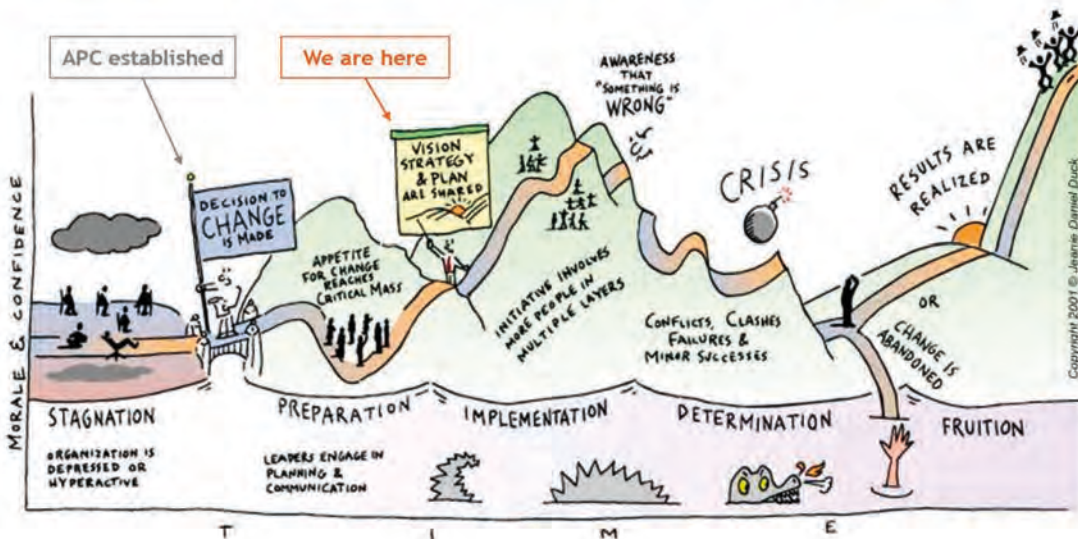 APC established
We are here
AWARENESS
THAT
"SOMETHING IS
WRONG"
VISION
STRATEGY
& PLAN
ARE SHARED
DECISION TO
CHANGE
IS MADE
CRISIS
RESULTS ARE
REALIZED
APPETITE
FOR CHANGE
REACHES
CRITICAL MASS
INITIATIVE INVOLVES
MORE PEOPLE IN
MULTIPLE LAYERS
CONFLICTS, CLASHES
FAILURES &
MINOR SUCCESSES
OR
CHANGE IS
ABANDONED
MORALE & CONFIDENCE
STAGNATION
PREPARATION
IMPLEMENTATION
DETERMINATION
FRUITION
ORGANIZATION IS
DEPRESSED OR
HYPERACTIVE
LEADERS ENGAGE IN
PLANNING &
COMMUNICATION
T I M E
Copyright 2001 © Jeanie Daniel Duck